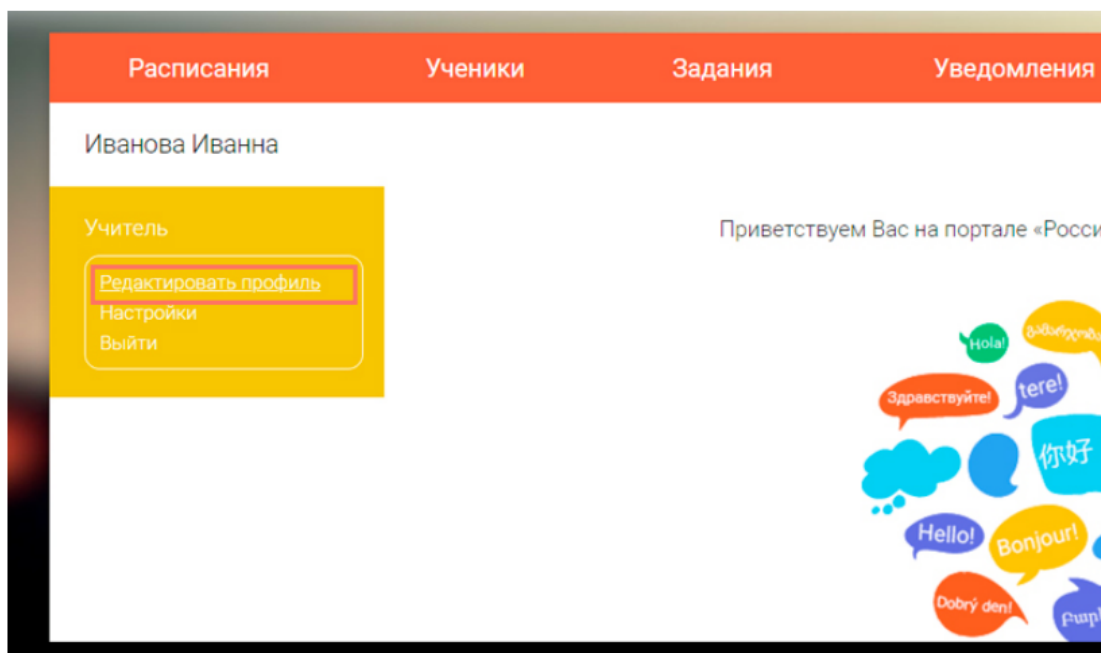 Расписания Ученики Задания Уведомления
Иванова Иванна
Учитель
Приветствуем Вас на портале «Росси
Редактировать профиль
Настройки
Выйти
Hola!
Здравствуйте!
tere!
你好
Hello!
Bonjour!
Dobrý den!